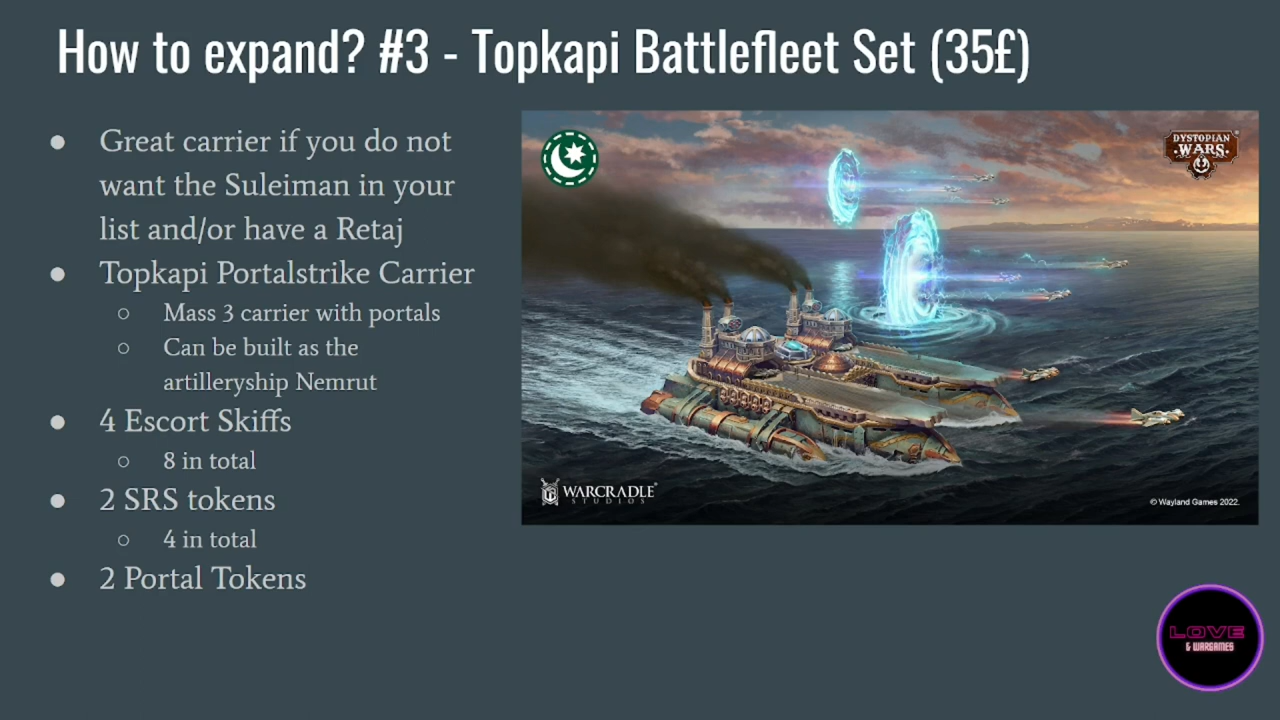 How to expand? #3 - Topkapi Battlefleet Set (35£)
● Great carrier if you do not
want the Suleiman in your
list and/or have a Retaj
● Topkapi Portalstrike Carrier
○ Mass 3 carrier with portals
○ Can be built as the
artilleryship Nemrut
● 4 Escort Skiffs
○ 8 in total
● 2 SRS tokens
○ 4 in total
● 2 Portal Tokens
DYSTOPIAN
WARS
WARCRADLE
STUDIOS
© Wayland Games 2022.
LOVE
& WARGAMES